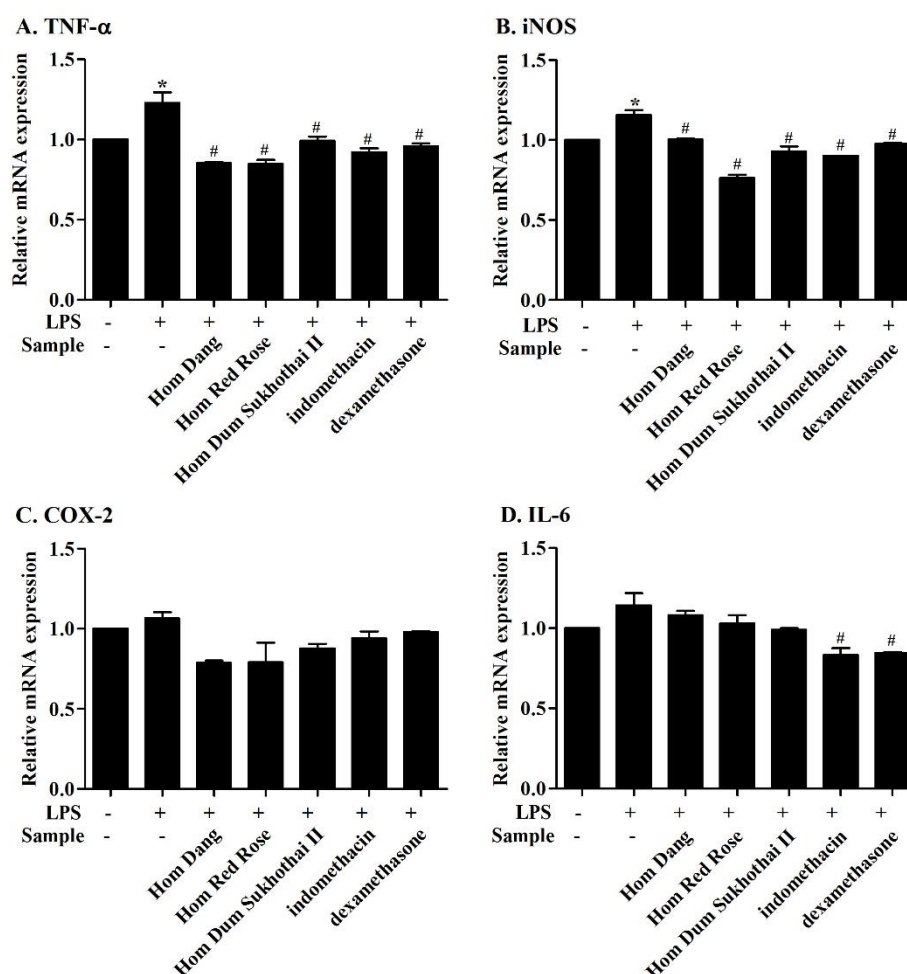 A. TNF-α
Relative mRNA expression
1.5
*
#
#
#
#
#
1.0
0.5
0.0
LPS - + + + + + +
Sample - -
Hom Dang
Hom Red Rose
Hom Dum Sukhothai II
indomethacin
dexamethasone
B. iNOS
Relative mRNA expression
1.5
*
#
#
#
#
#
1.0
0.5
0.0
LPS - + + + + + +
Sample - -
Hom Dang
Hom Red Rose
Hom Dum Sukhothai II
indomethacin
dexamethasone
C. COX-2
Relative mRNA expression
1.5
1.0
0.5
0.0
LPS - + + + + + +
Sample - -
Hom Dang
Hom Red Rose
Hom Dum Sukhothai II
indomethacin
dexamethasone
D. IL-6
Relative mRNA expression
1.5
1.0
#
#
0.5
0.0
LPS - + + + + + +
Sample - -
Hom Dang
Hom Red Rose
Hom Dum Sukhothai II
indomethacin
dexamethasone